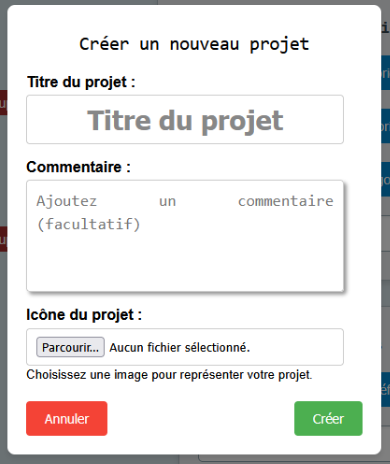 Créer un nouveau projet
Titre du projet :
Titre du projet
Commentaire :
Ajoutez un commentaire
(facultatif)
Icône du projet :
Parcourir... Aucun fichier sélectionné.
Choisissez une image pour représenter votre projet.
Annuler Créer